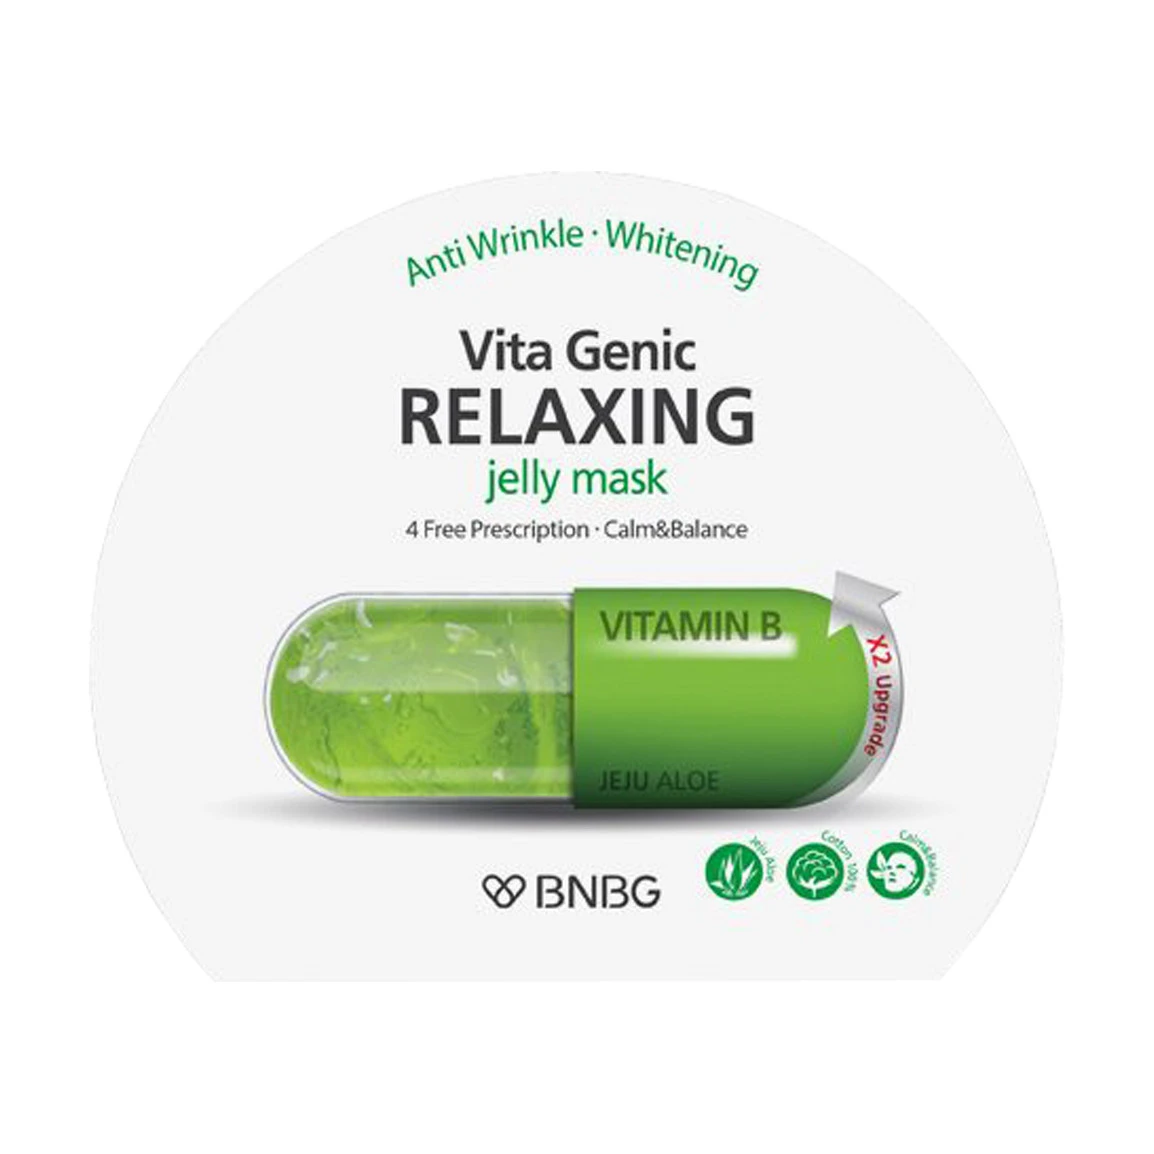 Anti Wrinkle · Whitening
Vita Genic
RELAXING
jelly mask
4 Free Prescription · Calm&Balance
VITAMIN B
X2 Upgrade
JEJU ALOE
BNBG
Jeju Aloe
Cotton 100%
Calm&Balance